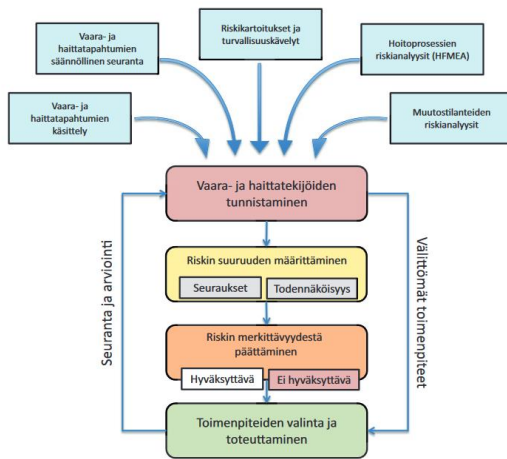 Vaara- ja
haittatapahtumien
säännöllinen seuranta
Riskikartoitukset ja
turvallisuuskävelyt
Hoitoprosessien
riskianalyysit (HFMEA)
Vaara- ja
haittatapahtumien
käsittely
Muutostilanteiden
riskianalyysit
Vaara- ja haittatekijöiden
tunnistaminen
Riskin suuruuden määrittäminen
Seuraukset
Todennäköisyys
Riskin merkittävyydestä
päättäminen
Hyväksyttävä
Ei hyväksyttävä
Toimenpiteiden valinta ja
toteuttaminen
Seuranta ja arviointi
Välittömät toimenpiteet